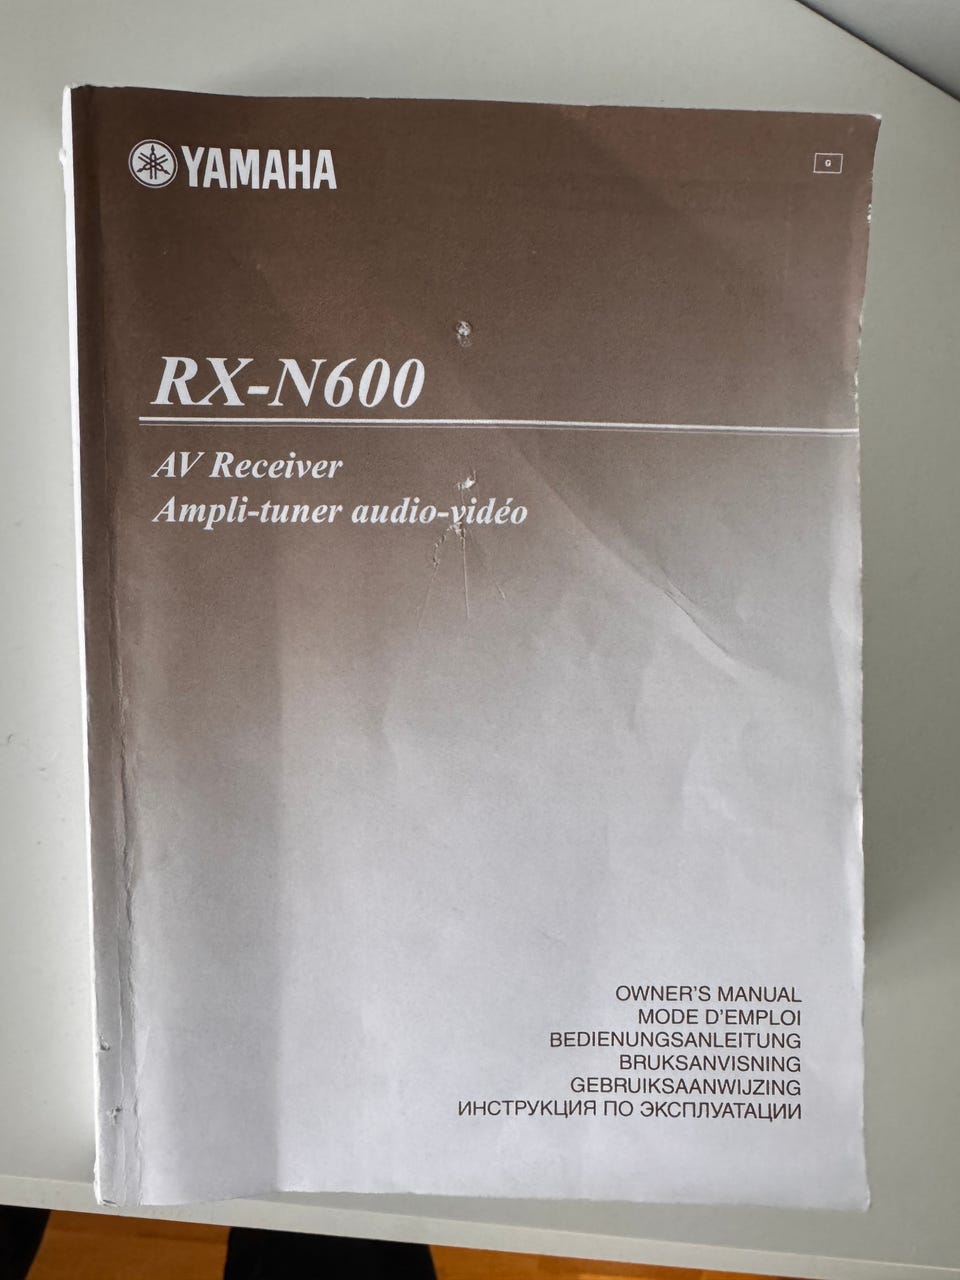 YAMAHA
G
RX-N600
AV Receiver
Ampli-tuner audio-vidéo
OWNER'S MANUAL
MODE D'EMPLOI
BEDIENUNGSANLEITUNG
BRUKSANVISNING
GEBRUIKSAANWIJZING
ИНСТРУКЦИЯ ПО ЭКСПЛУАТАЦИИ